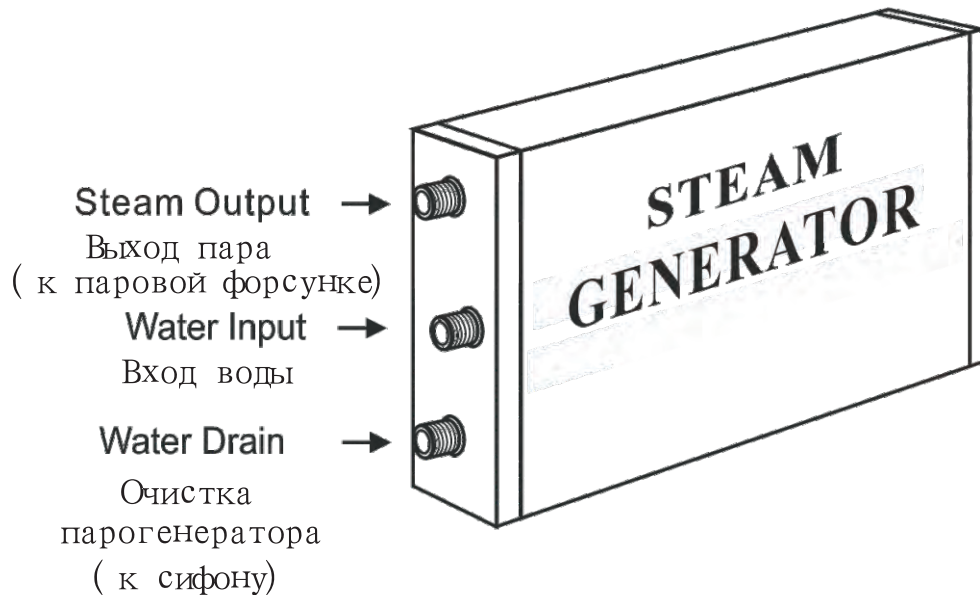 Steam Output
Выход пара
( к паровой форсунке)
Water Input
Вход воды
Water Drain
Очистка
парогенератора
( к сифону)
STEAM
GENERATOR